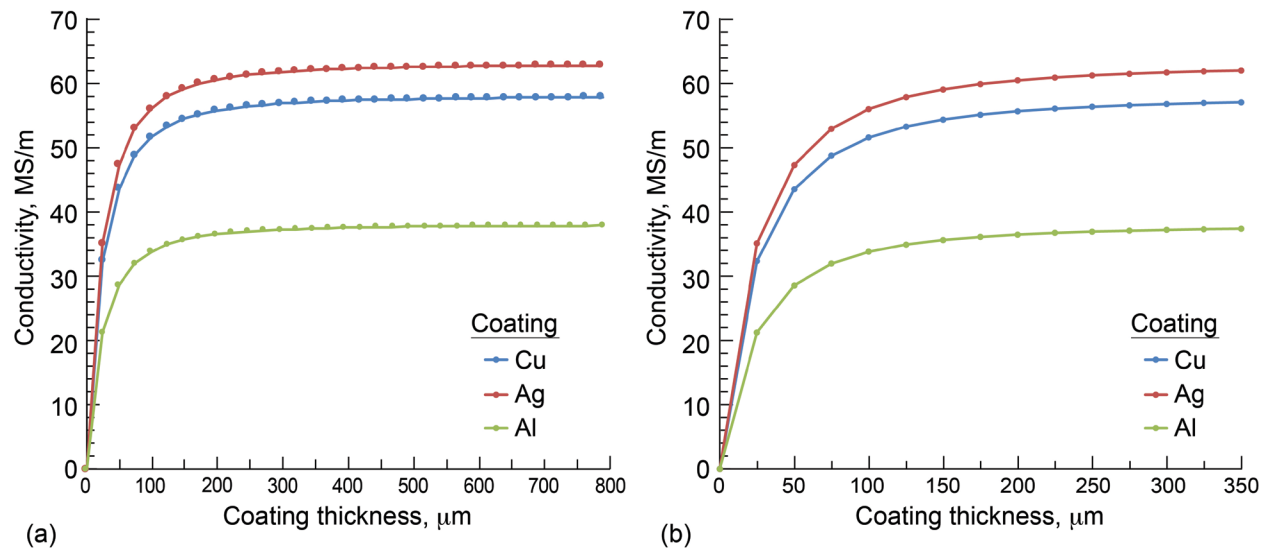 70
60
50
40
30
20
10
0
Conductivity, MS/m
Coating
Cu
Ag
Al
0 100 200 300 400 500 600 700 800
Coating thickness, μm
(a)
70
60
50
40
30
20
10
0
Conductivity, MS/m
Coating
Cu
Ag
Al
0 50 100 150 200 250 300 350
Coating thickness, μm
(b)